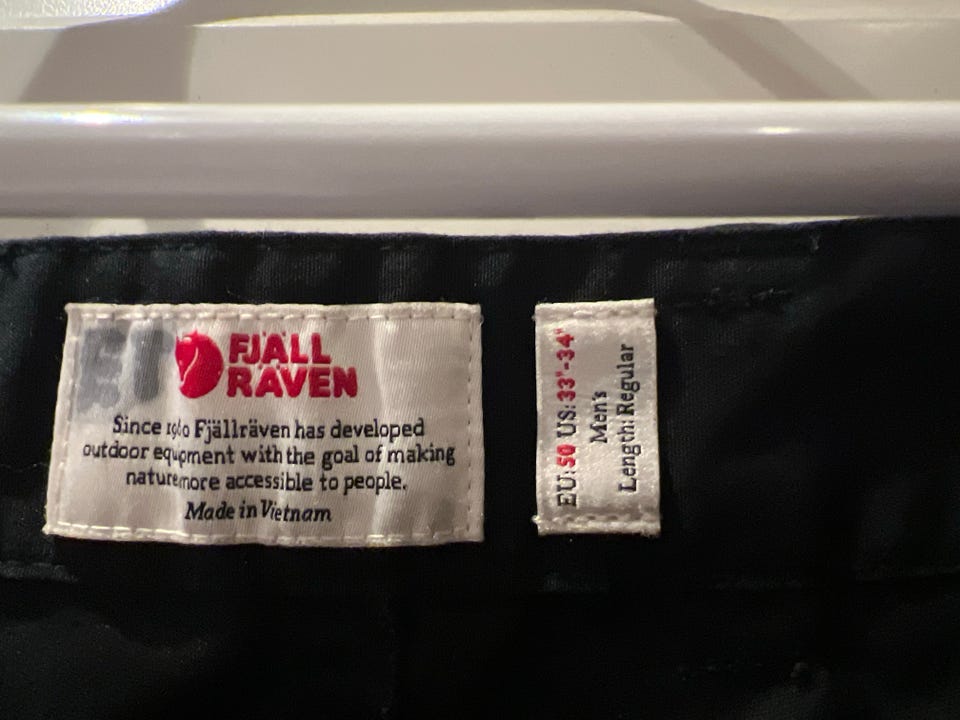 FJÄLL
RÄVEN
Since 1960 Fjällräven has developed
outdoor equipment with the goal of making
nature more accessible to people.
Made in Vietnam
EU:50 US:33"-34"
Men's
Length: Regular